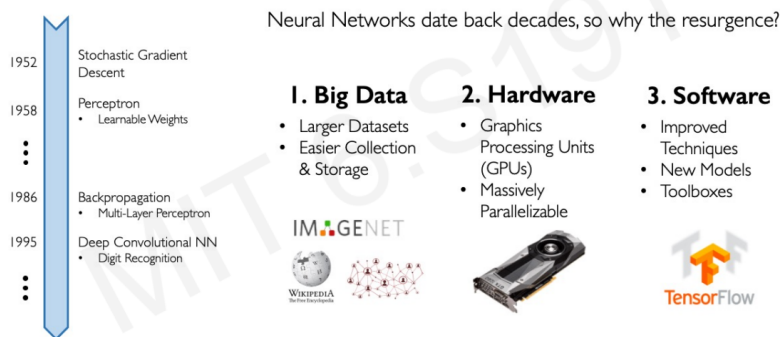 Neural Networks date back decades, so why the resurgence?
1952
Stochastic Gradient
Descent
1958
Perceptron
• Learnable Weights
1986
Backpropagation
• Multi-Layer Perceptron
1995
Deep Convolutional NN
• Digit Recognition
1. Big Data
• Larger Datasets
• Easier Collection
& Storage
IMAGENET
WIKIPEDIA
The Free Encyclopedia
2. Hardware
• Graphics
Processing Units
(GPUs)
• Massively
Parallelizable
3. Software
• Improved
Techniques
• New Models
• Toolboxes
TensorFlow
MIT 6.S191